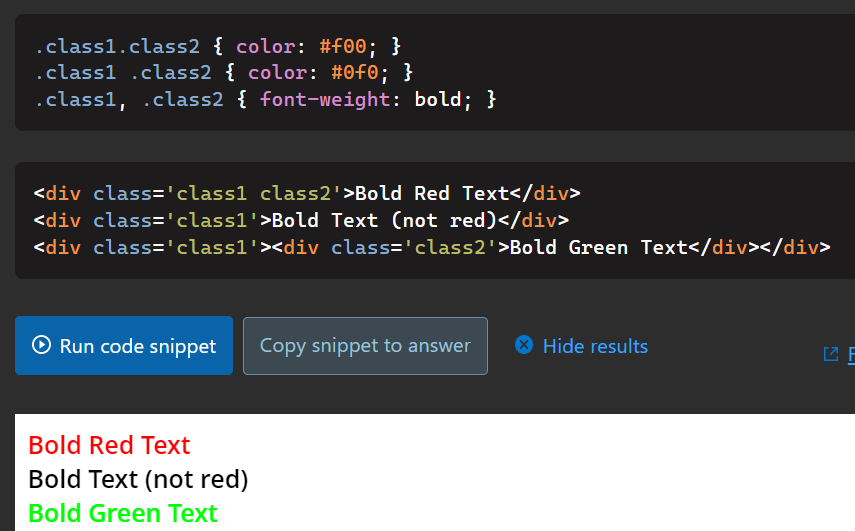 .class1.class2 { color: #f00; }
.class1 .class2 { color: #0f0; }
.class1, .class2 { font-weight: bold; }
<div class='class1 class2'>Bold Red Text</div>
<div class='class1'>Bold Text (not red)</div>
<div class='class1'><div class='class2'>Bold Green Text</div></div>
Run code snippet Copy snippet to answer Hide results
Bold Red Text
Bold Text (not red)
Bold Green Text